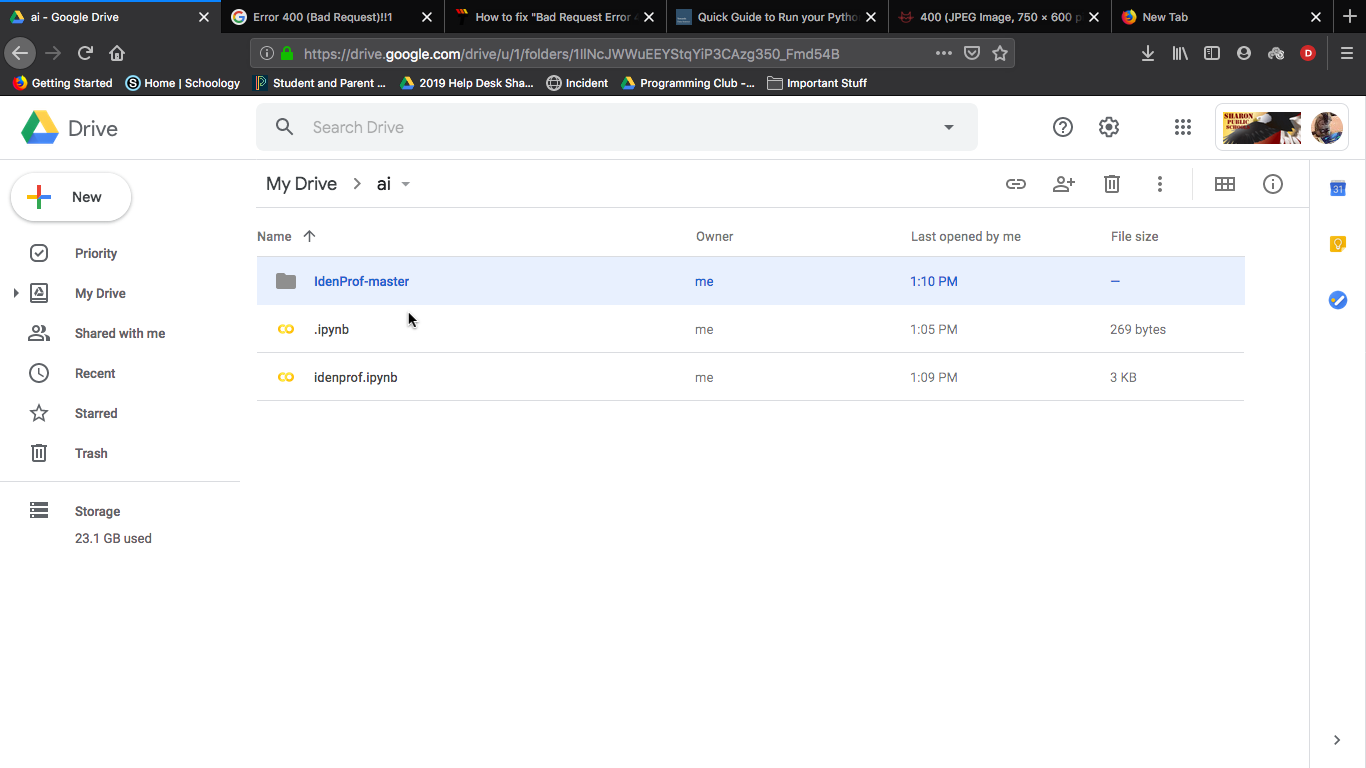 ai - Google Drive
Error 400 (Bad Request)!!1
How to fix "Bad Request Error
Quick Guide to Run your Pytho
400 (JPEG Image, 750 × 600 p
New Tab
https://drive.google.com/drive/u/1/folders/
Getting Started
Home | Schoology
Student and Parent ...
2019 Help Desk Sha...
Incident
Programming Club -...
Important Stuff
D
Drive
Search Drive
SHARON PUBLIC
My Drive > ai
31
New
Name
Owner
Last opened by me
File size
Priority
IdenProf-master me 1:10 PM —
My Drive
.ipynb me 1:05 PM 269 bytes
Shared with me
idenprof.ipynb me 1:09 PM 3 KB
Recent
Starred
Trash
Storage
23.1 GB used